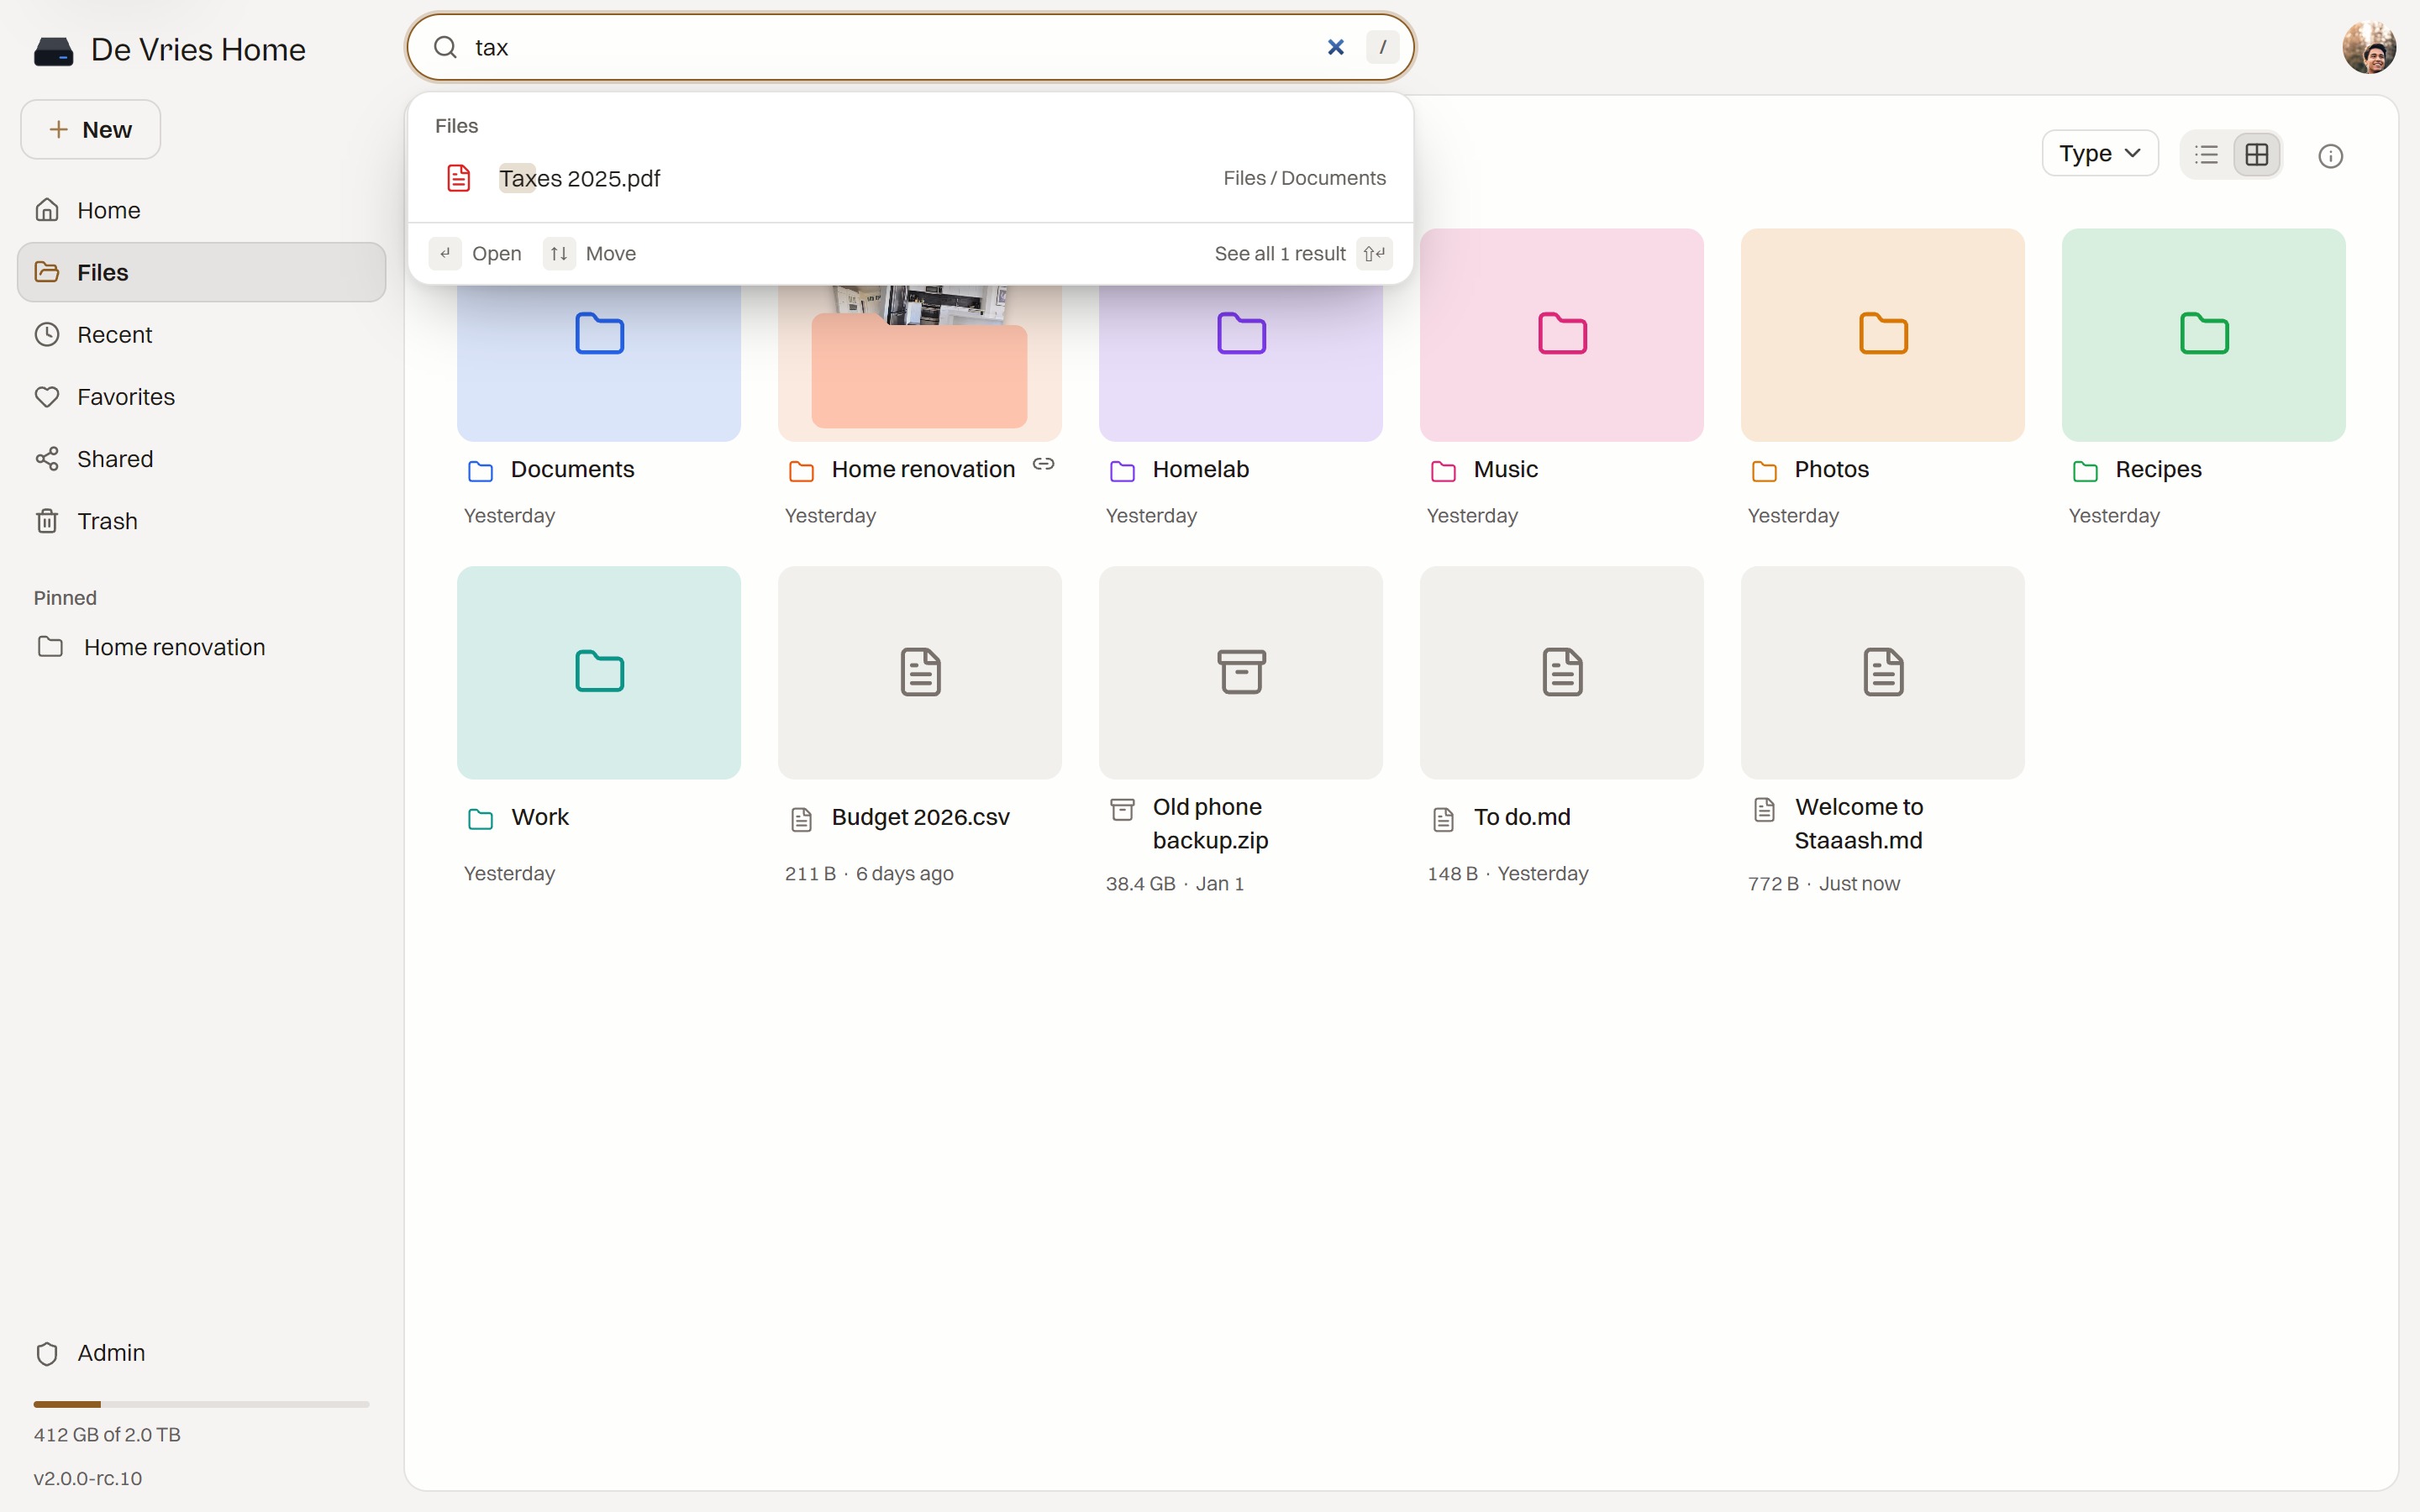 De Vries Home
tax
/
New
Home
Files
Recent
Favorites
Shared
Trash
Pinned
Home renovation
Admin
412 GB of 2.0 TB
v2.0.0-rc.10
Files
Taxes 2025.pdf
Files / Documents
Open
Move
See all 1 result
Type
Documents
Yesterday
Home renovation
Yesterday
Homelab
Yesterday
Music
Yesterday
Photos
Yesterday
Recipes
Yesterday
Work
Yesterday
Budget 2026.csv
211 B · 6 days ago
Old phone
backup.zip
38.4 GB · Jan 1
To do.md
148 B · Yesterday
Welcome to
Staaash.md
772 B · Just now